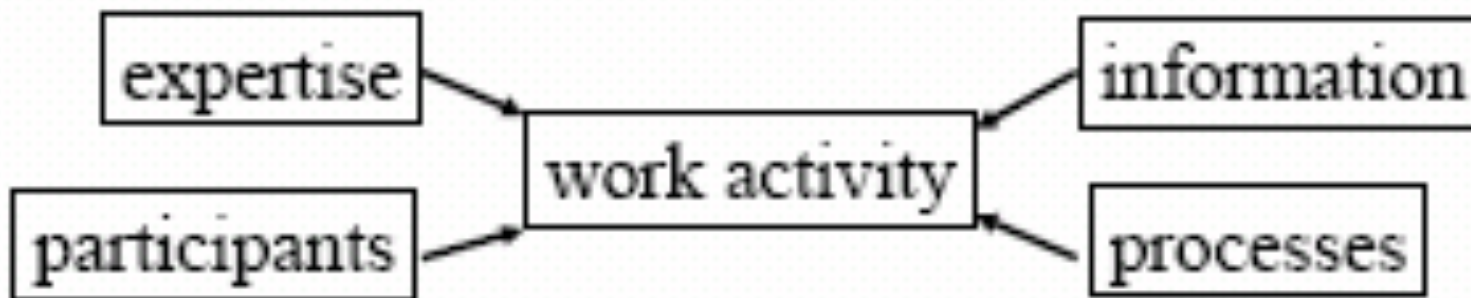 expertise
information
work activity
participants
processes